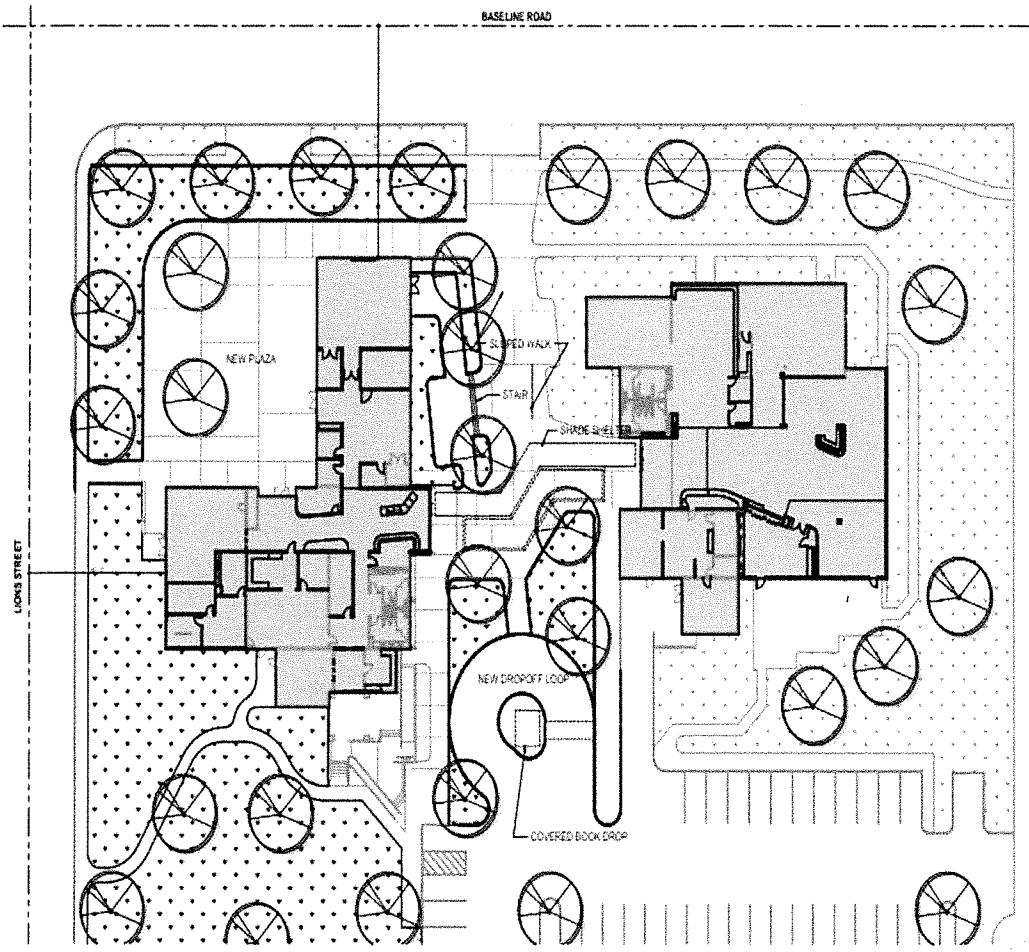 BASELINE ROAD
NEW PLAZA
SLOPED WALK
STAIR
SHADE SHELTER
LIONS STREET
NEW DROPOFF LOOP
COVERED BOOK DROP